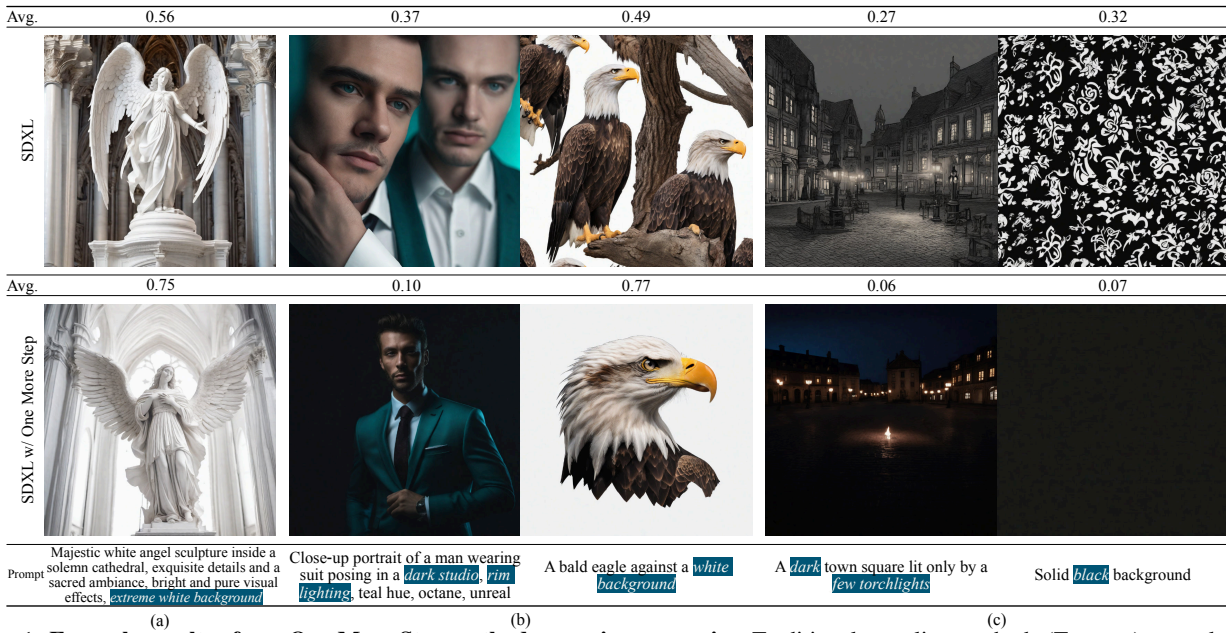 Avg. 0.56 0.37 0.49 0.27 0.32
SDXL
Avg. 0.75 0.10 0.77 0.06 0.07
SDXL w/ One More Step
Prompt
Majestic white angel sculpture inside a
solemn cathedral, exquisite details and a
sacred ambiance, bright and pure visual
effects, extreme white background
Close-up portrait of a man wearing
suit posing in a dark studio, rim
lighting, teal hue, octane, unreal
A bald eagle against a white
background
A dark town square lit only by a
few torchlights
Solid black background
(a) (b) (c)